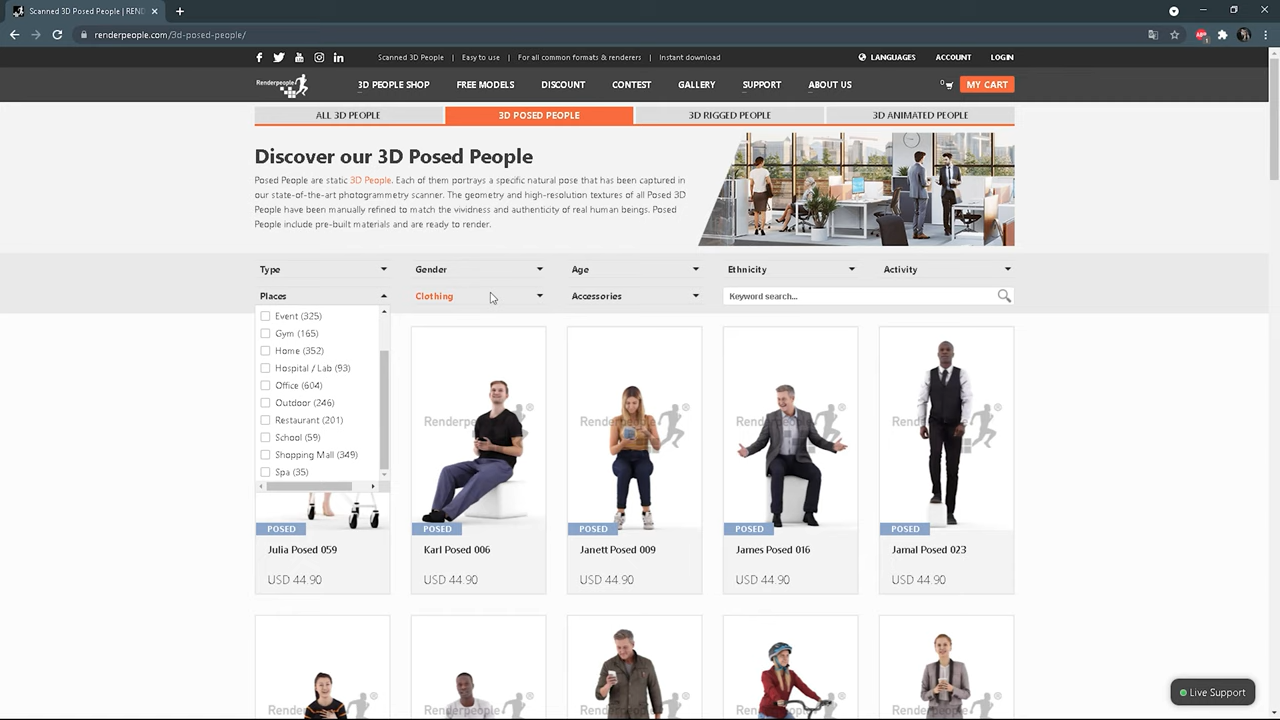 Scanned 3D People | REND
renderpeople.com/3d-posed-people/
Scanned 3D People | Easy to use | For all common formats & renderers | Instant download
LANGUAGES ACCOUNT LOGIN
Renderpeople
3D PEOPLE SHOP FREE MODELS DISCOUNT CONTEST GALLERY SUPPORT ABOUT US 0 MY CART
ALL 3D PEOPLE 3D POSED PEOPLE 3D RIGGED PEOPLE 3D ANIMATED PEOPLE
Discover our 3D Posed People
Posed People are static 3D People. Each of them portrays a specific natural pose that has been captured in
our state-of-the-art photogrammetry scanner. The geometry and high-resolution textures of all Posed 3D
People have been manually refined to match the vividness and authenticity of real human beings. Posed
People include pre-built materials and are ready to render.
Type Gender Age Ethnicity Activity
Places Clothing Accessories Keyword search...
Event (325)
Gym (165)
Home (352)
Hospital / Lab (93)
Office (604)
Outdoor (246)
Restaurant (201)
School (59)
Shopping Mall (349)
Spa (35)
Renderpeople Renderpeople Renderpeople Renderpeople
POSED POSED POSED POSED POSED
Julia Posed 059 Karl Posed 006 Janett Posed 009 James Posed 016 Jamal Posed 023
USD 44.90 USD 44.90 USD 44.90 USD 44.90 USD 44.90
Renderpeople Renderpeople Renderpeople Renderpeople Renderpeople
Live Support